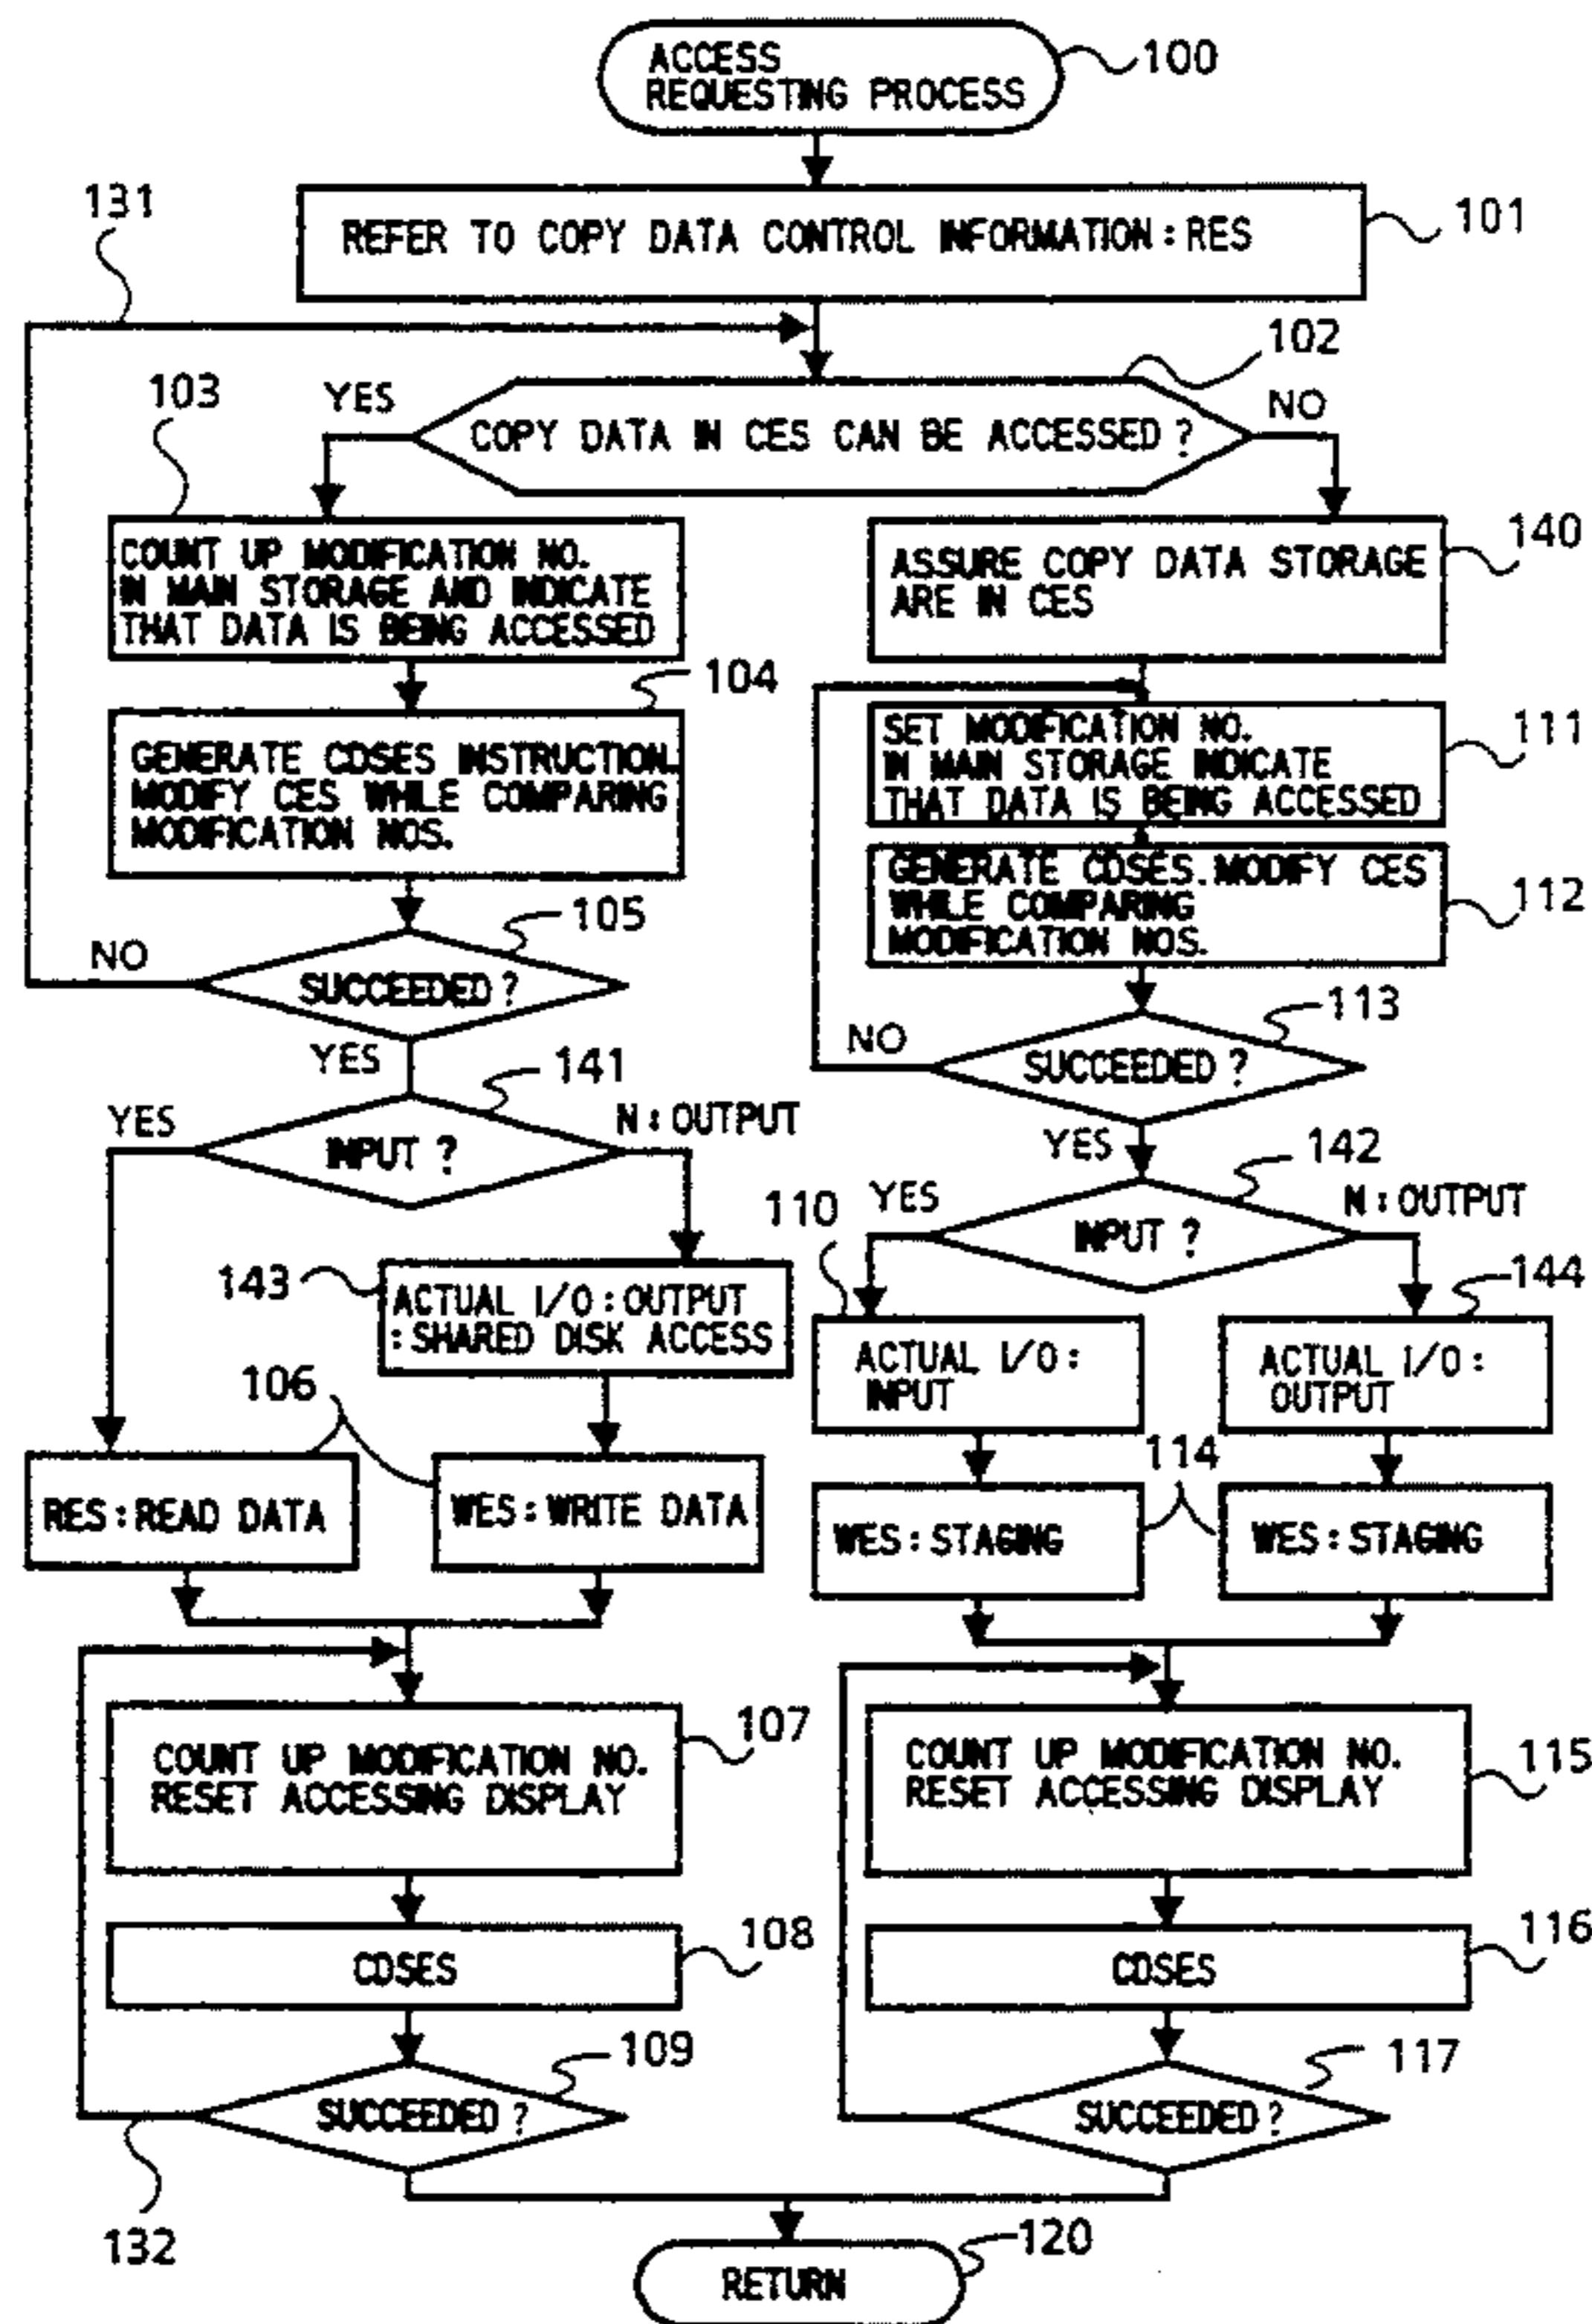 ACCESS
REQUESTING PROCESS
100
REFER TO COPY DATA CONTROL INFORMATION : RES
101
131
102
COPY DATA IN CES CAN BE ACCESSED ?
YES
NO
103
COUNT UP MODIFICATION NO.
IN MAIN STORAGE AND INDICATE
THAT DATA IS BEING ACCESSED
104
GENERATE CDSES INSTRUCTION.
MODIFY CES WHILE COMPARING
MODIFICATION NOS.
105
NO
SUCCEEDED ?
YES
141
YES
INPUT ?
N : OUTPUT
143
ACTUAL I/O : OUTPUT
: SHARED DISK ACCESS
106
RES : READ DATA
WES : WRITE DATA
107
COUNT UP MODIFICATION NO.
RESET ACCESSING DISPLAY
108
CDSES
109
SUCCEEDED ?
132
140
ASSURE COPY DATA STORAGE
ARE IN CES
111
SET MODIFICATION NO.
IN MAIN STORAGE INDICATE
THAT DATA IS BEING ACCESSED
112
GENERATE CDSES. MODIFY CES
WHILE COMPARING
MODIFICATION NOS.
113
NO
SUCCEEDED ?
YES
142
110
YES
INPUT ?
N : OUTPUT
144
ACTUAL I/O :
INPUT
ACTUAL I/O :
OUTPUT
114
WES : STAGING
WES : STAGING
115
COUNT UP MODIFICATION NO.
RESET ACCESSING DISPLAY
116
CDSES
117
SUCCEEDED ?
120
RETURN